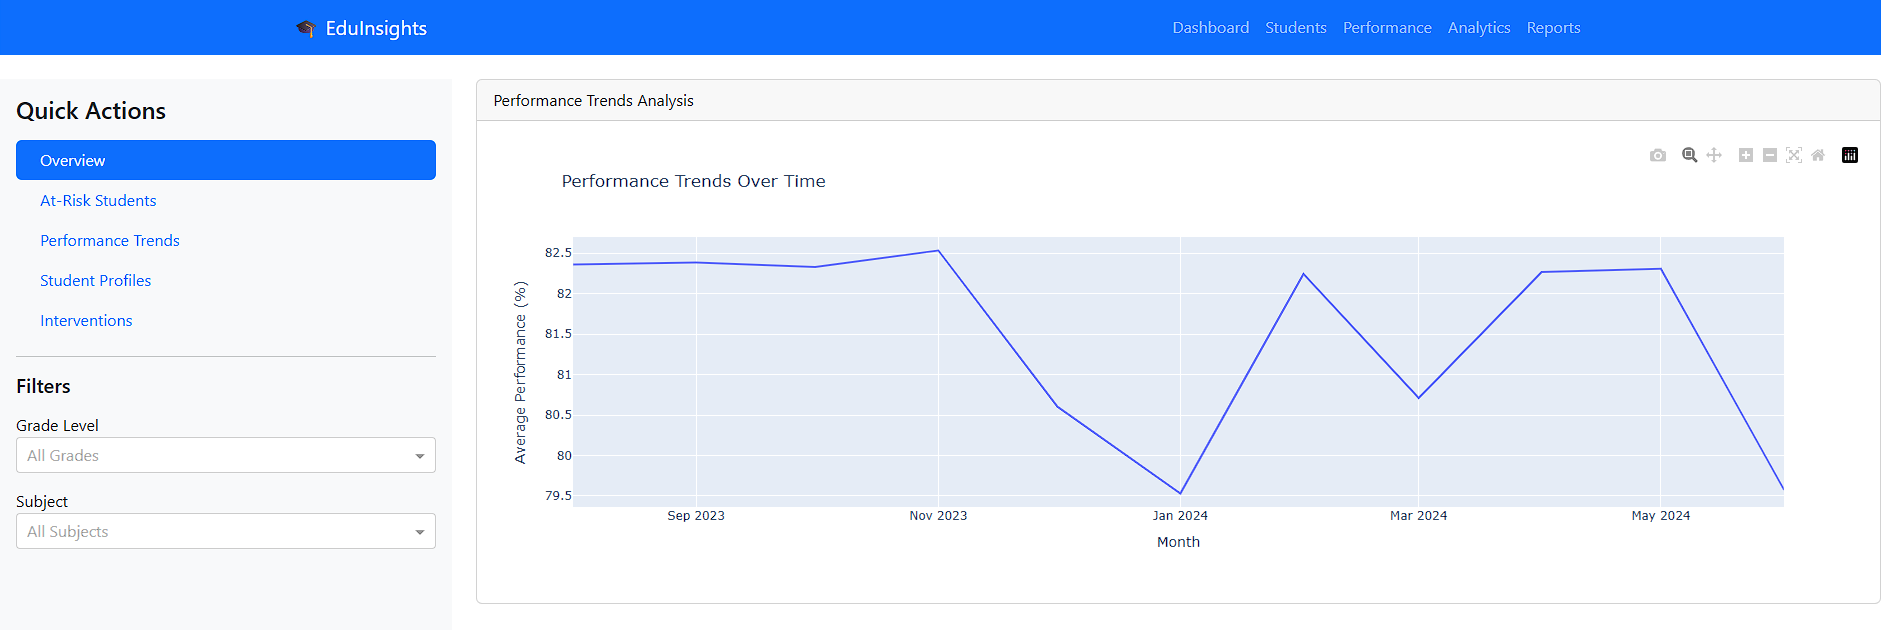 EduInsights
Dashboard Students Performance Analytics Reports
Quick Actions
Overview
At-Risk Students
Performance Trends
Student Profiles
Interventions
Filters
Grade Level
All Grades
Subject
All Subjects
Performance Trends Analysis
Performance Trends Over Time
Average Performance (%)
82.5
82
81.5
81
80.5
80
79.5
Sep 2023 Nov 2023 Jan 2024 Mar 2024 May 2024
Month